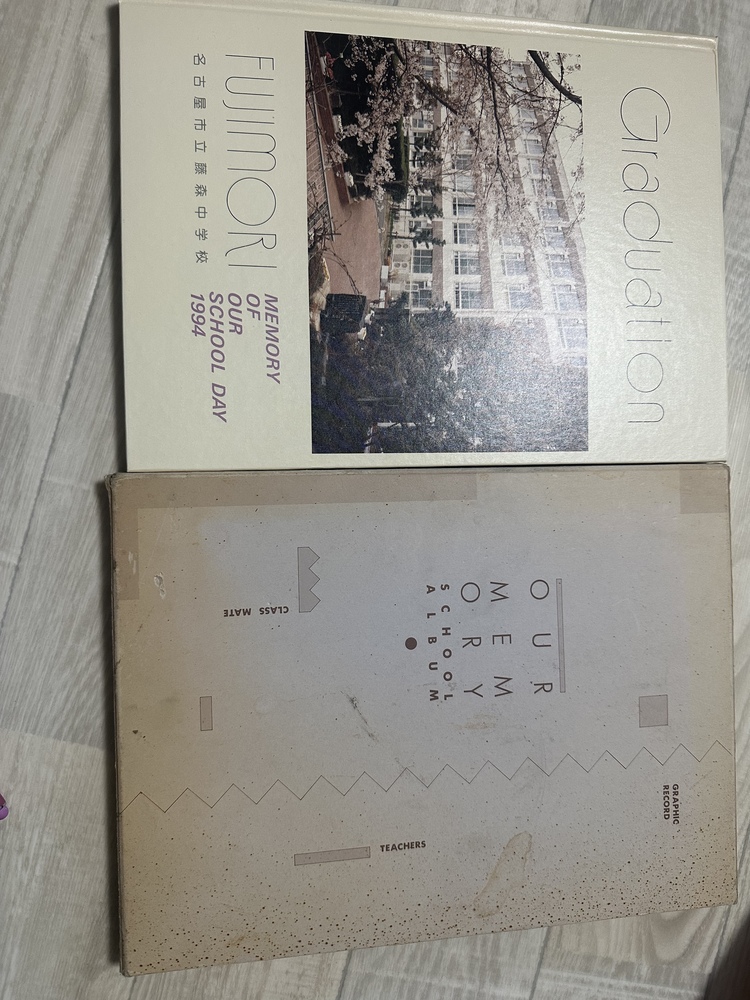 Graduation
FUJIMORI
名古屋市立藤森中学校
MEMORY
OF
OUR
SCHOOL DAY
1994
OUR
MEM
ORY
SCHOOL
ALBUM
CLASS MATE
GRAPHIC
RECORD
TEACHERS